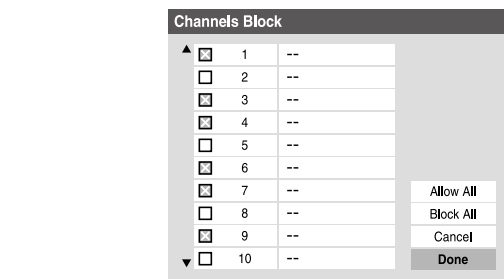 Channels Block
1 --
2 --
3 --
4 --
5 --
6 --
7 --
Allow All
8 --
Block All
9 --
Cancel
10 --
Done